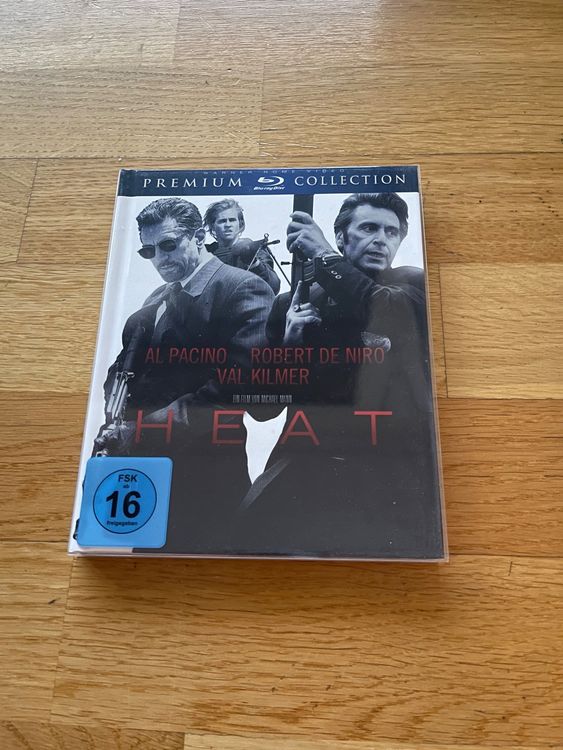 WARNER HOME VIDEO
PREMIUM Blu-ray Disc COLLECTION
AL PACINO ROBERT DE NIRO
VAL KILMER
EIN FILM VON MICHAEL MANN
HEAT
FSK
ab
16
freigegeben